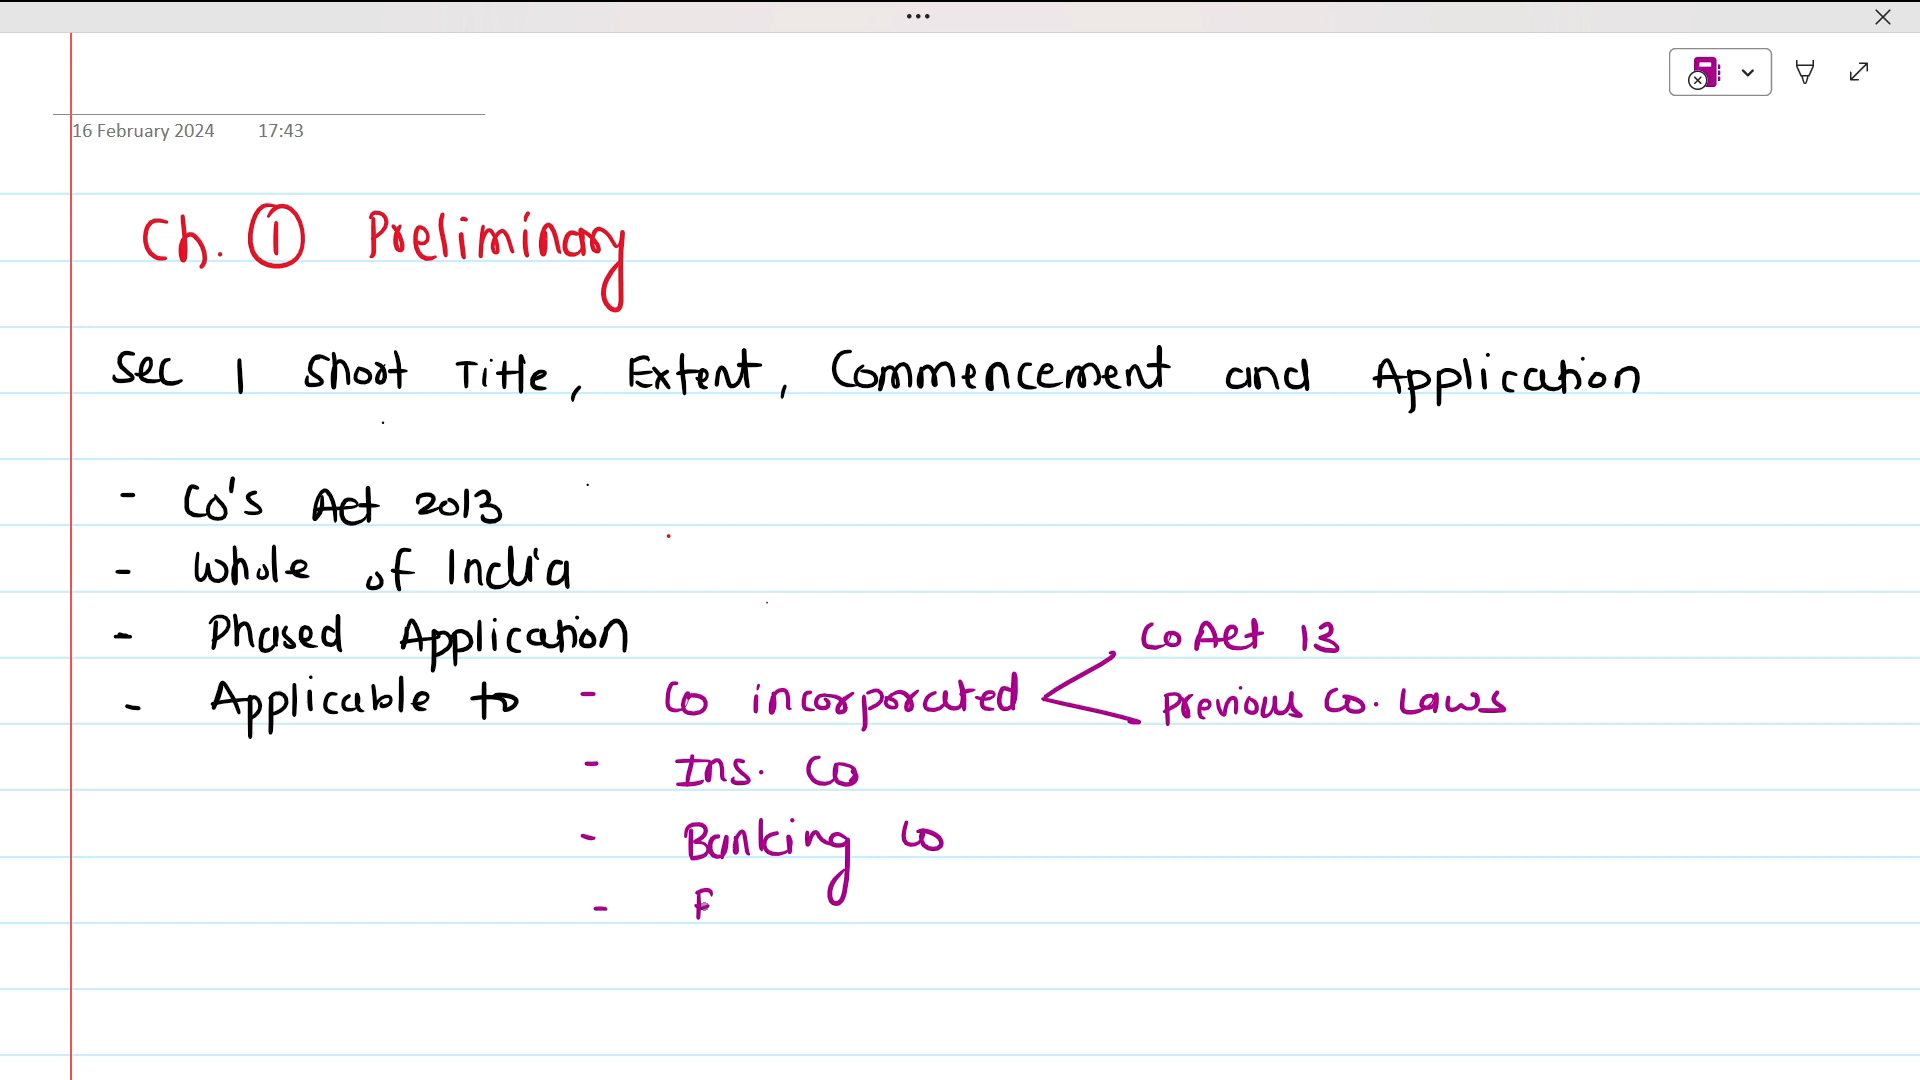 16 February 2024 17:43
Ch. ① Preliminary
Sec 1 Short Title, Extent, Commencement and Application
- Co's Act 2013
- Whole of India
- Phased Application
- Applicable to - Co incorporated < Co Act 13
Previous Co. Laws
- Ins. Co
- Banking Co
- F